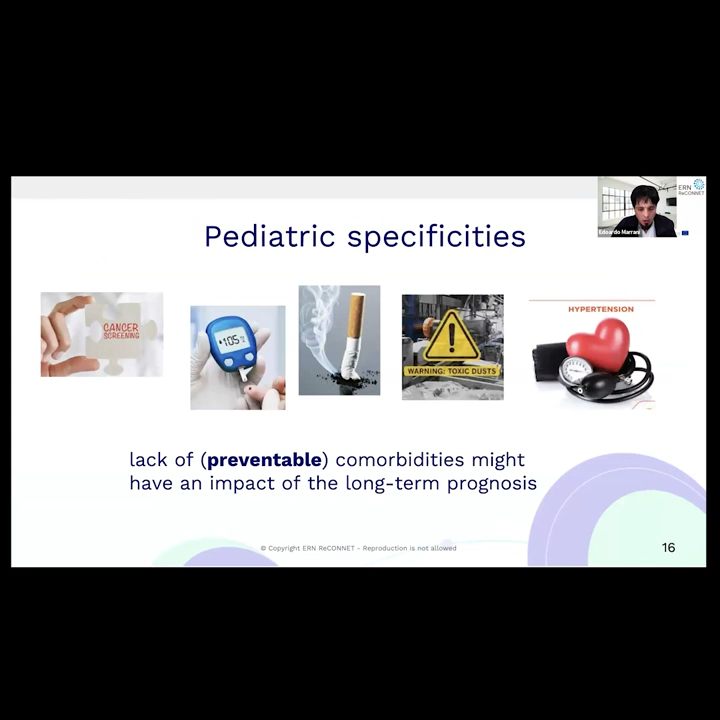 ERN
ReCONNET
Edoardo Marrani
Pediatric specificities
CANCER
SCREENING
105
WARNING: TOXIC DUSTS
HYPERTENSION
lack of (preventable) comorbidities might
have an impact of the long-term prognosis
© Copyright ERN ReCONNET - Reproduction is not allowed
16